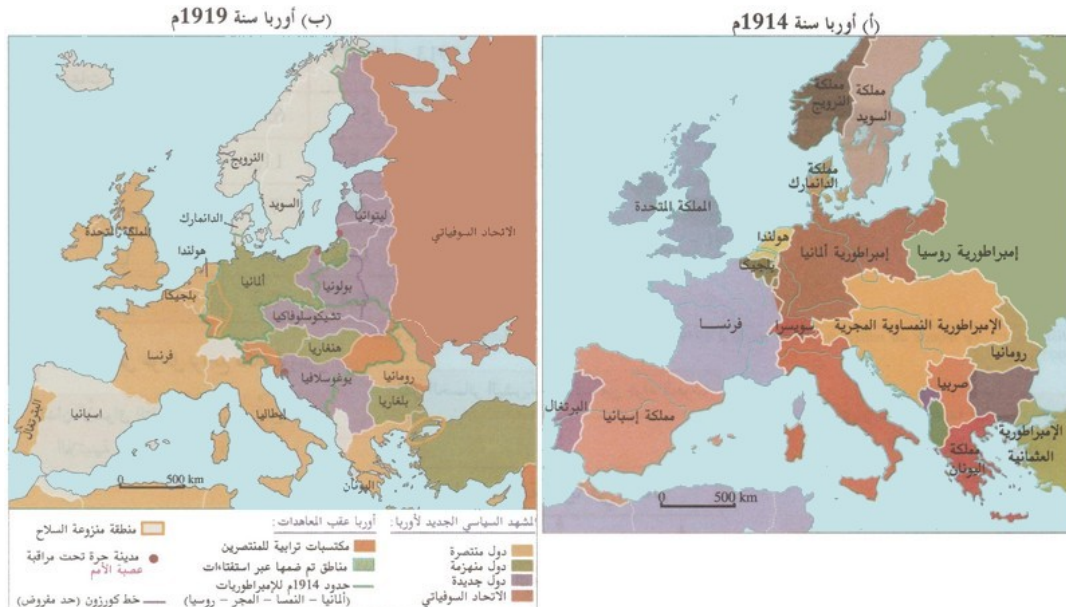 (أ) أوربا سنة 1914م
مملكة
النرويج
مملكة
السويد
مملكة
الدانمارك
المملكة المتحدة
هولندا
بلجيكا
إمبراطورية ألمانيا
إمبراطورية روسيا
فرنسا
سويسرا
الإمبراطورية النمساوية المجرية
رومانيا
صربيا
البرتغال
مملكة إسبانيا
الإمبراطورية
العثمانية
مملكة
اليونان
0 500 km
(ب) أوربا سنة 1919م
النرويج
السويد
الدانمارك
ليتوانيا
الاتحاد السوفياتي
المملكة المتحدة
هولندا
بلجيكا
ألمانيا
بولونيا
تشيكوسلوفاكيا
فرنسا
هنغاريا
رومانيا
يوغوسلافيا
بلغاريا
إيطاليا
البرتغال
اسبانيا
اليونان
0 500 km
المشهد السياسي الجديد لأوربا:
دول منتصرة
دول منهزمة
دول جديدة
الاتحاد السوفياتي
أوربا عقب المعاهدات:
مكتسبات ترابية للمنتصرين
مناطق تم ضمها عبر استفتاءات
حدود 1914م للإمبراطوريات
(ألمانيا – النمسا – المجر – روسيا)
منطقة منزوعة السلاح
مدينة حرة تحت مراقبة
عصبة الأمم
خط كورزون (حد مفروض)